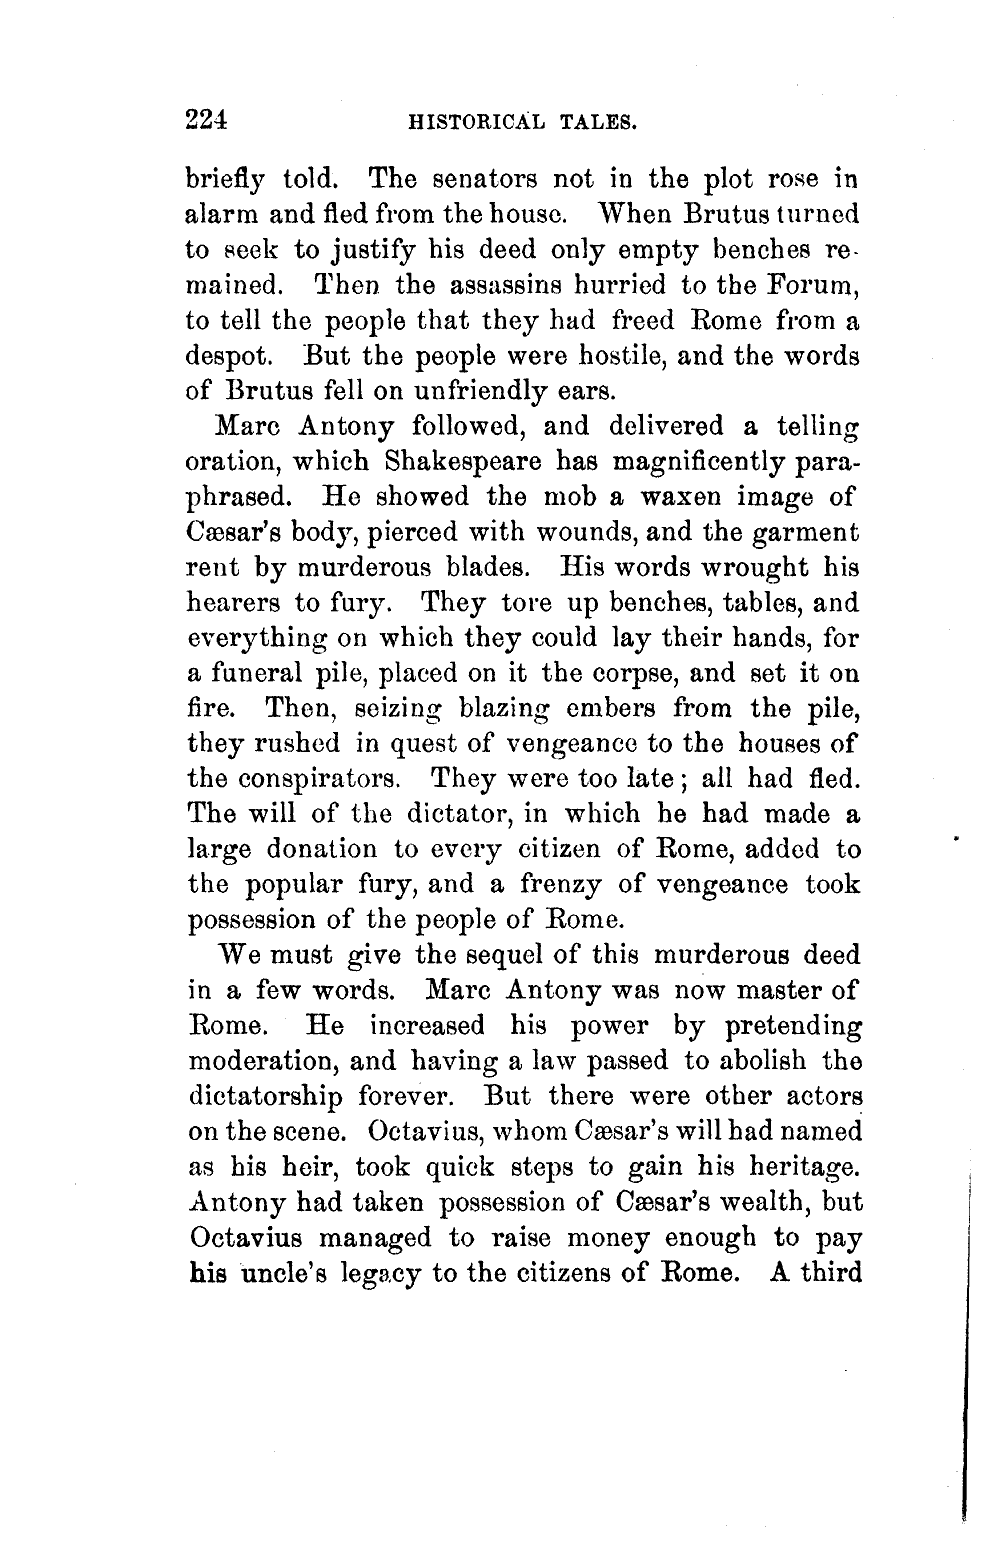 224 HISTORICAL TALES.
briefly told. The senators not in the plot rose in
alarm and fled from the house. When Brutus turned
to seek to justify his deed only empty benches re-
mained. Then the assassins hurried to the Forum,
to tell the people that they had freed Rome from a
despot. But the people were hostile, and the words
of Brutus fell on unfriendly ears.
Marc Antony followed, and delivered a telling
oration, which Shakespeare has magnificently para-
phrased. He showed the mob a waxen image of
Cæsar's body, pierced with wounds, and the garment
rent by murderous blades. His words wrought his
hearers to fury. They tore up benches, tables, and
everything on which they could lay their hands, for
a funeral pile, placed on it the corpse, and set it on
fire. Then, seizing blazing embers from the pile,
they rushed in quest of vengeance to the houses of
the conspirators. They were too late; all had fled.
The will of the dictator, in which he had made a
large donation to every citizen of Rome, added to
the popular fury, and a frenzy of vengeance took
possession of the people of Rome.
We must give the sequel of this murderous deed
in a few words. Marc Antony was now master of
Rome. He increased his power by pretending
moderation, and having a law passed to abolish the
dictatorship forever. But there were other actors
on the scene. Octavius, whom Cæsar's will had named
as his heir, took quick steps to gain his heritage.
Antony had taken possession of Cæsar's wealth, but
Octavius managed to raise money enough to pay
his uncle's legacy to the citizens of Rome. A third